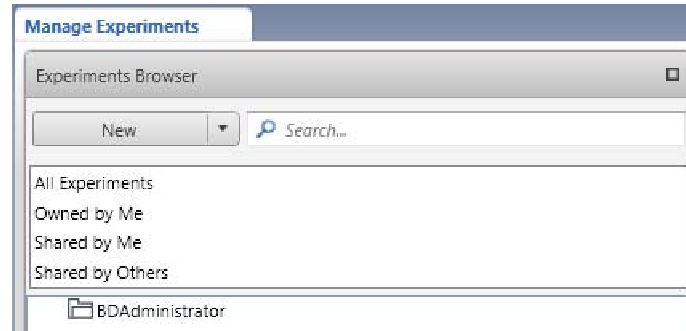 Manage Experiments
Experiments Browser
New
Search...
All Experiments
Owned by Me
Shared by Me
Shared by Others
BDAdministrator